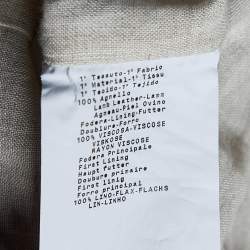 1° Tessuto-1° Fabric
1° Material-1° Tissu
1° Tecido-1° Tejido
100% Agnello
Lamb Leather-Lamm
Agneau-Piel Ovino
Fodera-Lining-Futter
Doublure-Forro
100% VISCOSA-VISCOSE
VISKOSE
RAYON VISCOSE
Fodera Principale
First Lining
Haupt futter
Doubure primaire
First linig
Forro principal
100% LINO-FLAX-FLACHS
LIN-LINHO